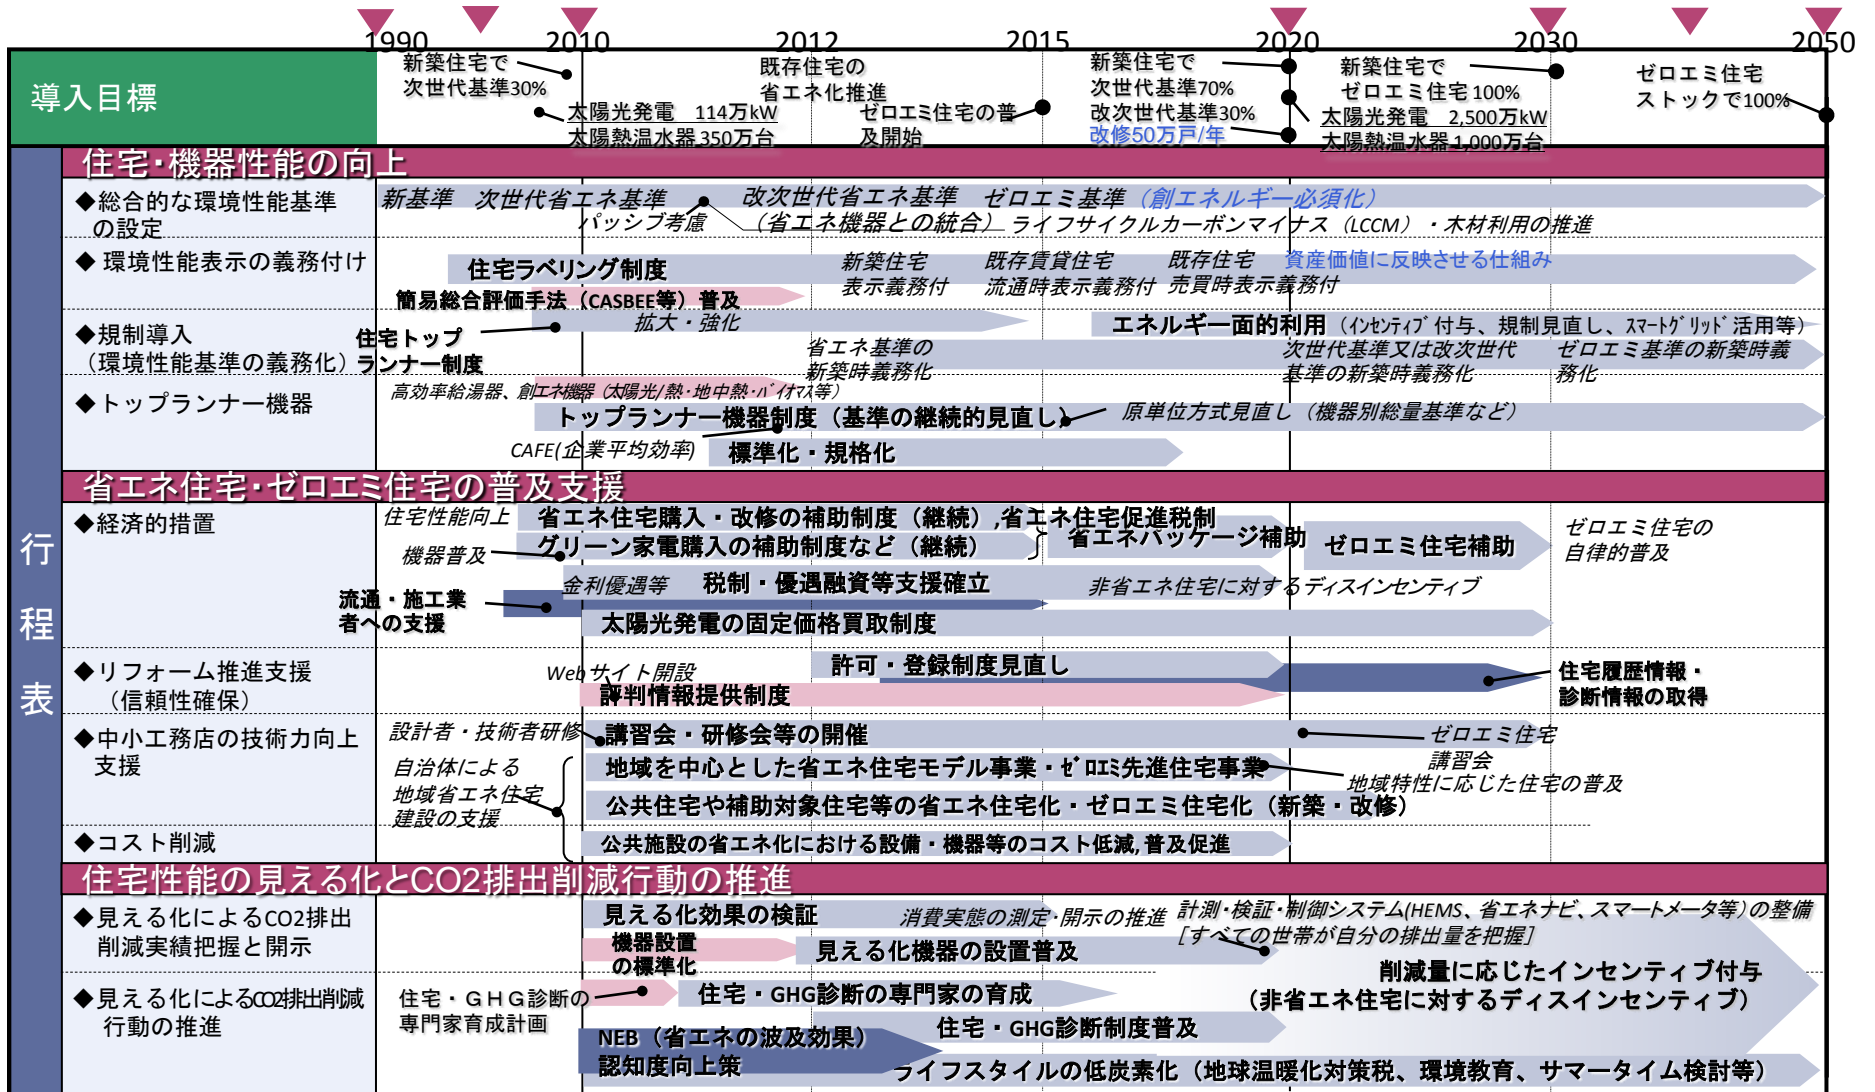 1990 2010 2012 2015 2020 2030 2050
導入目標
新築住宅で
次世代基準30%
太陽光発電 114万kW
太陽熱温水器350万台
既存住宅の
省エネ化推進
ゼロエミ住宅の普
及開始
新築住宅で
次世代基準70%
改次世代基準30%
改修50万戸/年
新築住宅で
ゼロエミ住宅100%
太陽光発電 2,500万kW
太陽熱温水器1,000万台
ゼロエミ住宅
ストックで100%
行程表
住宅・機器性能の向上
◆総合的な環境性能基準
の設定
新基準 次世代省エネ基準 改次世代省エネ基準 ゼロエミ基準(創エネルギー必須化)
パッシブ考慮 (省エネ機器との統合) ライフサイクルカーボンマイナス(LCCM)・木材利用の推進
◆ 環境性能表示の義務付け
住宅ラベリング制度
新築住宅
表示義務付
既存賃貸住宅
流通時表示義務付
既存住宅
売買時表示義務付
資産価値に反映させる仕組み
簡易総合評価手法(CASBEE等)普及
◆規制導入
(環境性能基準の義務化)
住宅トップ
ランナー制度
拡大・強化
エネルギー面的利用(インセンティブ付与、規制見直し、スマートグリッド活用等)
省エネ基準の
新築時義務化
次世代基準又は改次世代
基準の新築時義務化
ゼロエミ基準の新築時義
務化
◆トップランナー機器
高効率給湯器、創エネ機器(太陽光/熱・地中熱・バイオマス等)
トップランナー機器制度(基準の継続的見直し)
原単位方式見直し(機器別総量基準など)
CAFE(企業平均効率)
標準化・規格化
省エネ住宅・ゼロエミ住宅の普及支援
◆経済的措置
住宅性能向上
省エネ住宅購入・改修の補助制度(継続),省エネ住宅促進税制
機器普及
グリーン家電購入の補助制度など(継続)
省エネパッケージ補助
ゼロエミ住宅補助
ゼロエミ住宅の
自律的普及
金利優遇等 税制・優遇融資等支援確立
非省エネ住宅に対するディスインセンティブ
流通・施工業
者への支援
太陽光発電の固定価格買取制度
◆リフォーム推進支援
(信頼性確保)
Webサイト開設
許可・登録制度見直し
評判情報提供制度
住宅履歴情報・
診断情報の取得
◆中小工務店の技術力向上
支援
設計者・技術者研修
講習会・研修会等の開催
ゼロエミ住宅
講習会
自治体による
地域省エネ住宅
建設の支援
地域を中心とした省エネ住宅モデル事業・ゼロエミ先進住宅事業
地域特性に応じた住宅の普及
公共住宅や補助対象住宅等の省エネ住宅化・ゼロエミ住宅化(新築・改修)
◆コスト削減
公共施設の省エネ化における設備・機器等のコスト低減,普及促進
住宅性能の見える化とCO2排出削減行動の推進
◆見える化によるCO2排出
削減実績把握と開示
見える化効果の検証
消費実態の測定・開示の推進
計測・検証・制御システム(HEMS、省エネナビ、スマートメータ等)の整備
[すべての世帯が自分の排出量を把握]
機器設置
の標準化
見える化機器の設置普及
削減量に応じたインセンティブ付与
(非省エネ住宅に対するディスインセンティブ)
◆見える化によるCO2排出削減
行動の推進
住宅・GHG診断の
専門家育成計画
住宅・GHG診断の専門家の育成
住宅・GHG診断制度普及
NEB(省エネの波及効果)
認知度向上策
ライフスタイルの低炭素化(地球温暖化対策税、環境教育、サマータイム検討等)